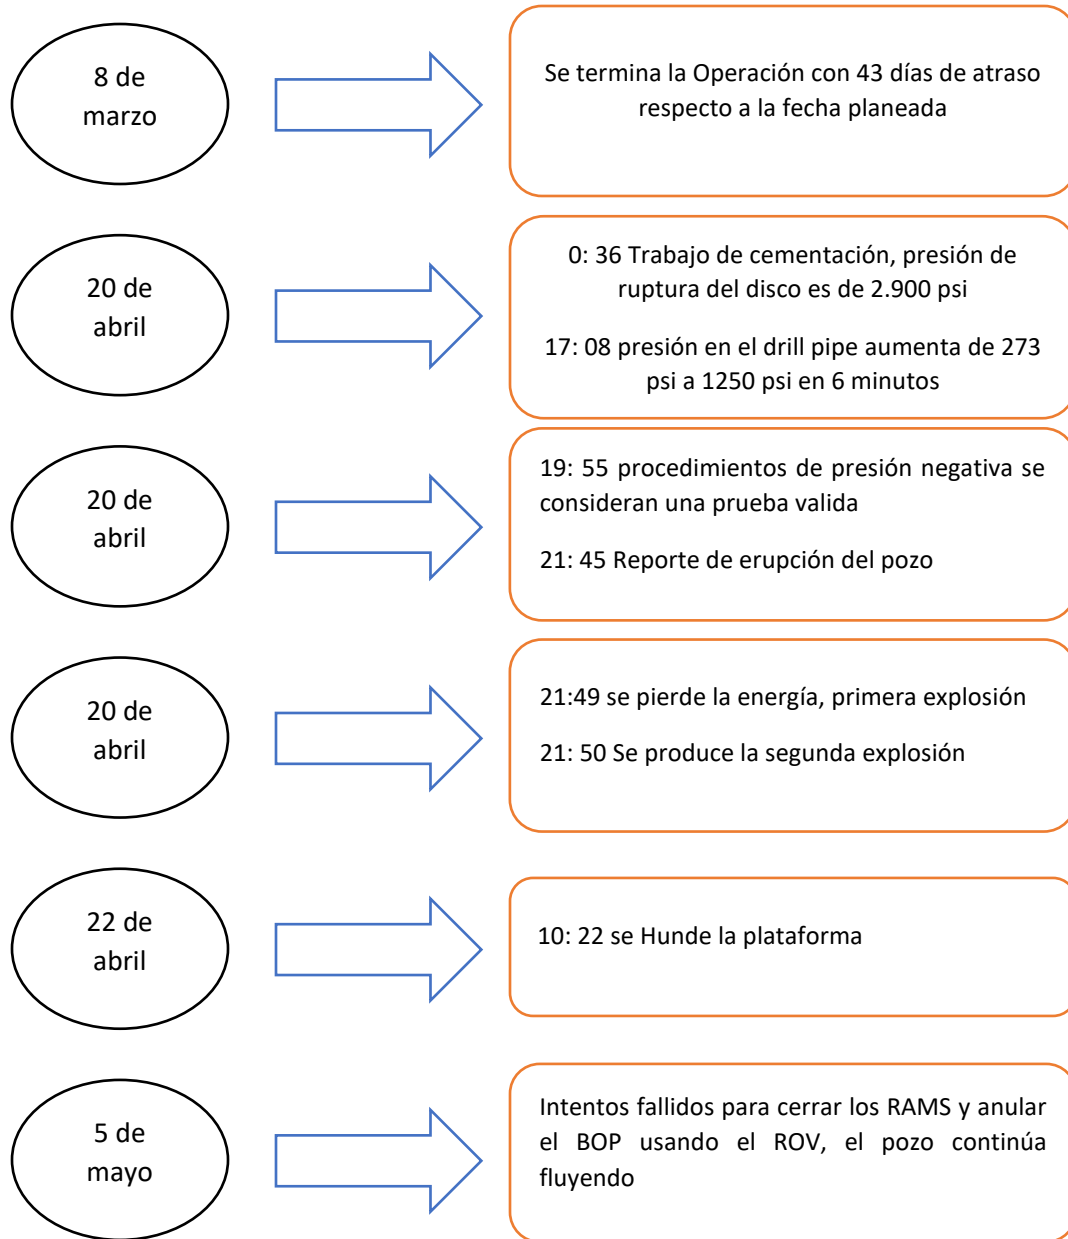 8 de
marzo
Se termina la Operación con 43 días de atraso
respecto a la fecha planeada
20 de
abril
0: 36 Trabajo de cementación, presión de
ruptura del disco es de 2.900 psi
17: 08 presión en el drill pipe aumenta de 273
psi a 1250 psi en 6 minutos
20 de
abril
19: 55 procedimientos de presión negativa se
consideran una prueba valida
21: 45 Reporte de erupción del pozo
20 de
abril
21:49 se pierde la energía, primera explosión
21: 50 Se produce la segunda explosión
22 de
abril
10: 22 se Hunde la plataforma
5 de
mayo
Intentos fallidos para cerrar los RAMS y anular
el BOP usando el ROV, el pozo continúa
fluyendo